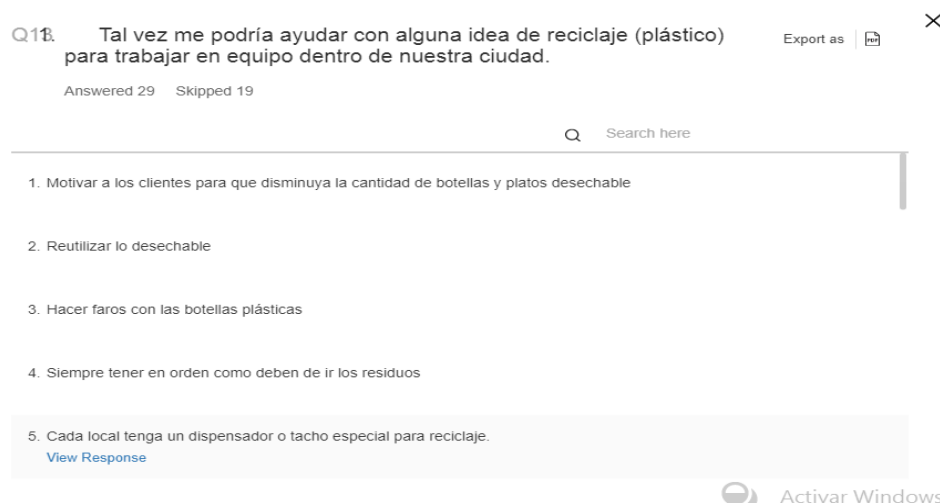 1. Tal vez me podría ayudar con alguna idea de reciclaje (plástico)
para trabajar en equipo dentro de nuestra ciudad.
Export as
PDF
Answered 29 Skipped 19
Search here
1. Motivar a los clientes para que disminuya la cantidad de botellas y platos desechable
2. Reutilizar lo desechable
3. Hacer faros con las botellas plásticas
4. Siempre tener en orden como deben de ir los residuos
5. Cada local tenga un dispensador o tacho especial para reciclaje.
View Response
Activar Windows